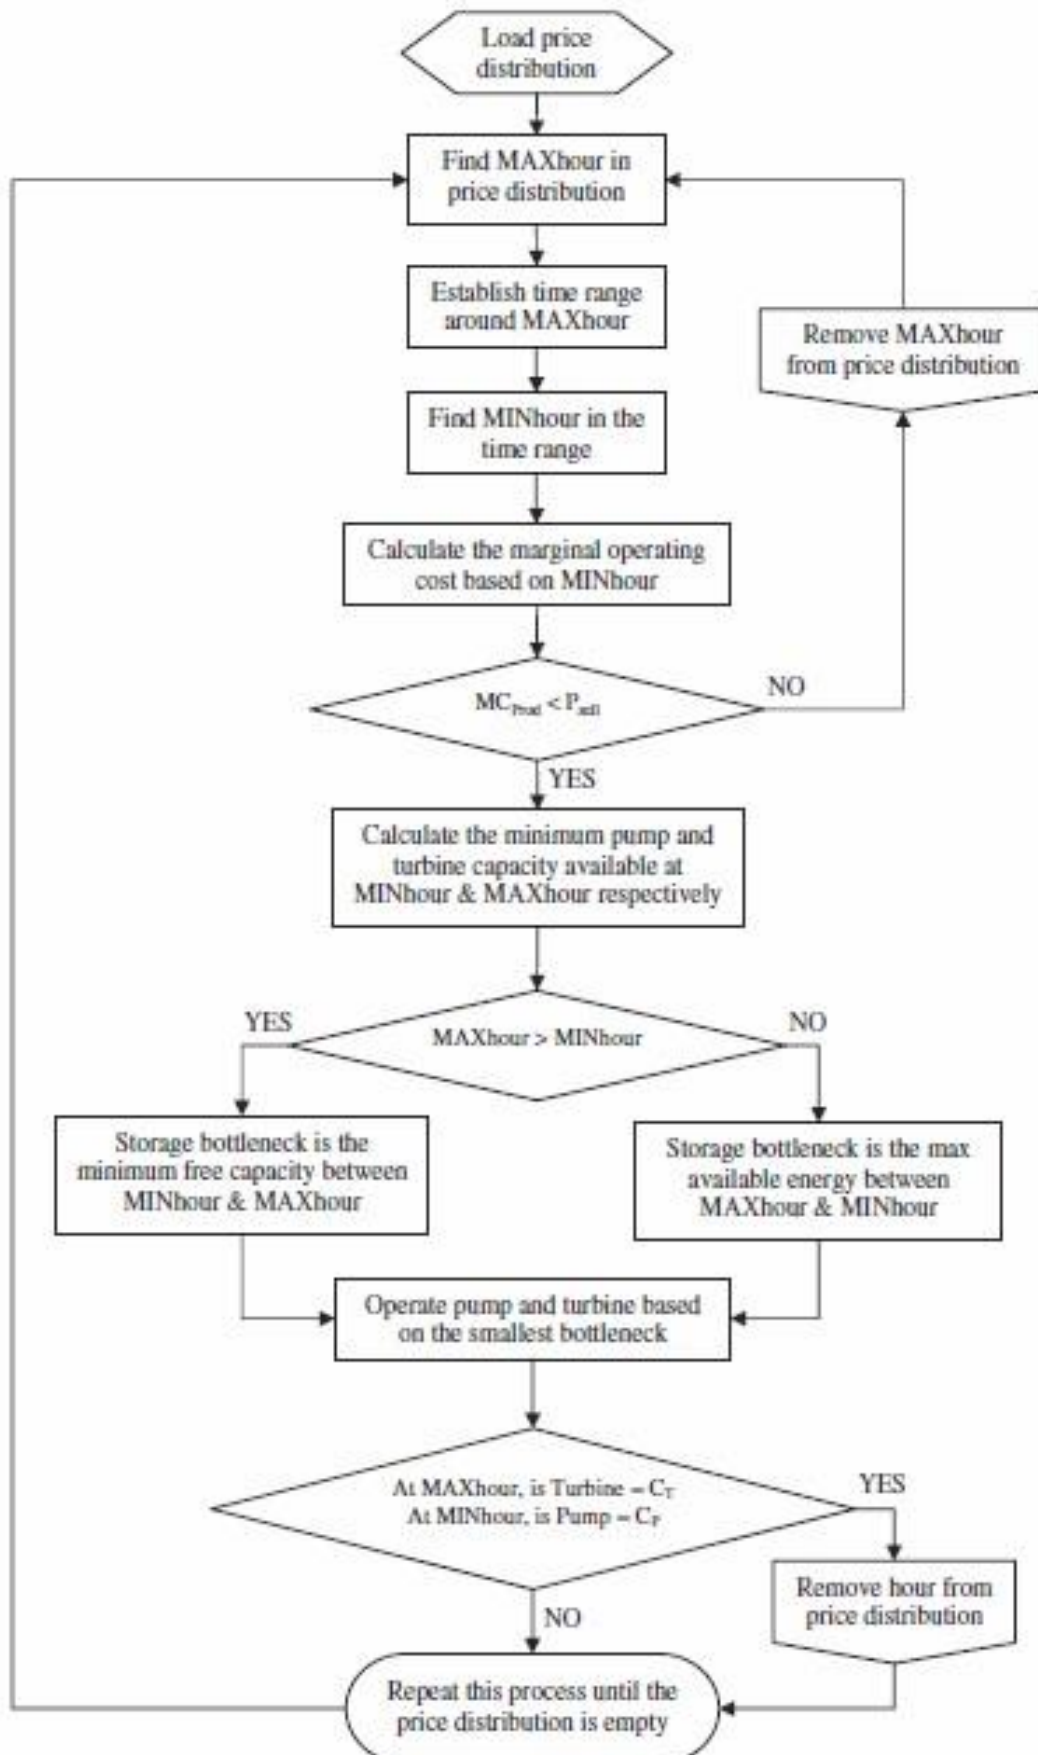 Load price
distribution
Find MAXhour in
price distribution
Establish time range
around MAXhour
Remove MAXhour
from price distribution
Find MINhour in the
time range
Calculate the marginal operating
cost based on MINhour
MC_Prod < P_sell
NO
YES
Calculate the minimum pump and
turbine capacity available at
MINhour & MAXhour respectively
YES
MAXhour > MINhour
NO
Storage bottleneck is the
minimum free capacity between
MINhour & MAXhour
Storage bottleneck is the max
available energy between
MAXhour & MINhour
Operate pump and turbine based
on the smallest bottleneck
At MAXhour, is Turbine = C_T
At MINhour, is Pump = C_P
YES
Remove hour from
price distribution
NO
Repeat this process until the
price distribution is empty